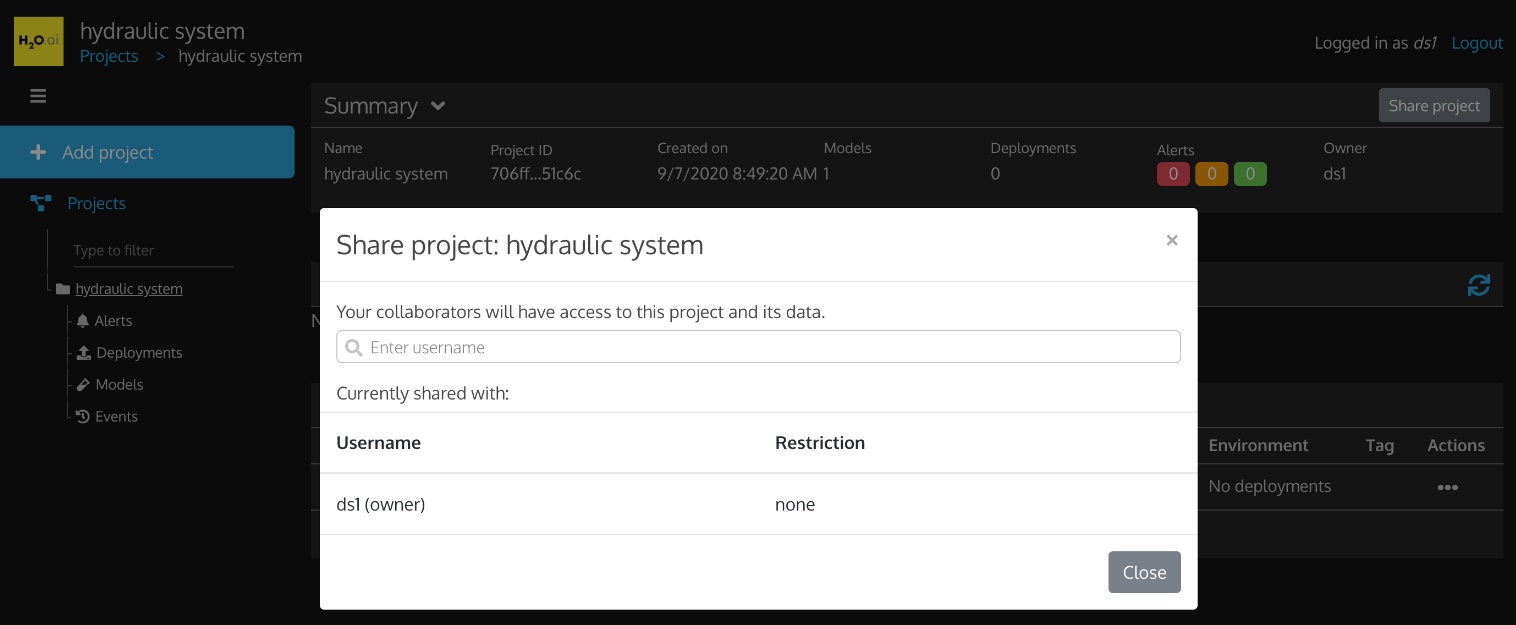 H2O.ai
hydraulic system
Projects > hydraulic system
Logged in as ds1 Logout
Add project
Projects
Type to filter
hydraulic system
Alerts
Deployments
Models
Events
Summary
Share project
Name Project ID Created on Models Deployments Alerts Owner
hydraulic system 706ff...51c6c 9/7/2020 8:49:20 AM 1 0 0 0 0 ds1
Share project: hydraulic system ×
Your collaborators will have access to this project and its data.
Enter username
Currently shared with:
Username Restriction
ds1 (owner) none
Close
Environment Tag Actions
No deployments